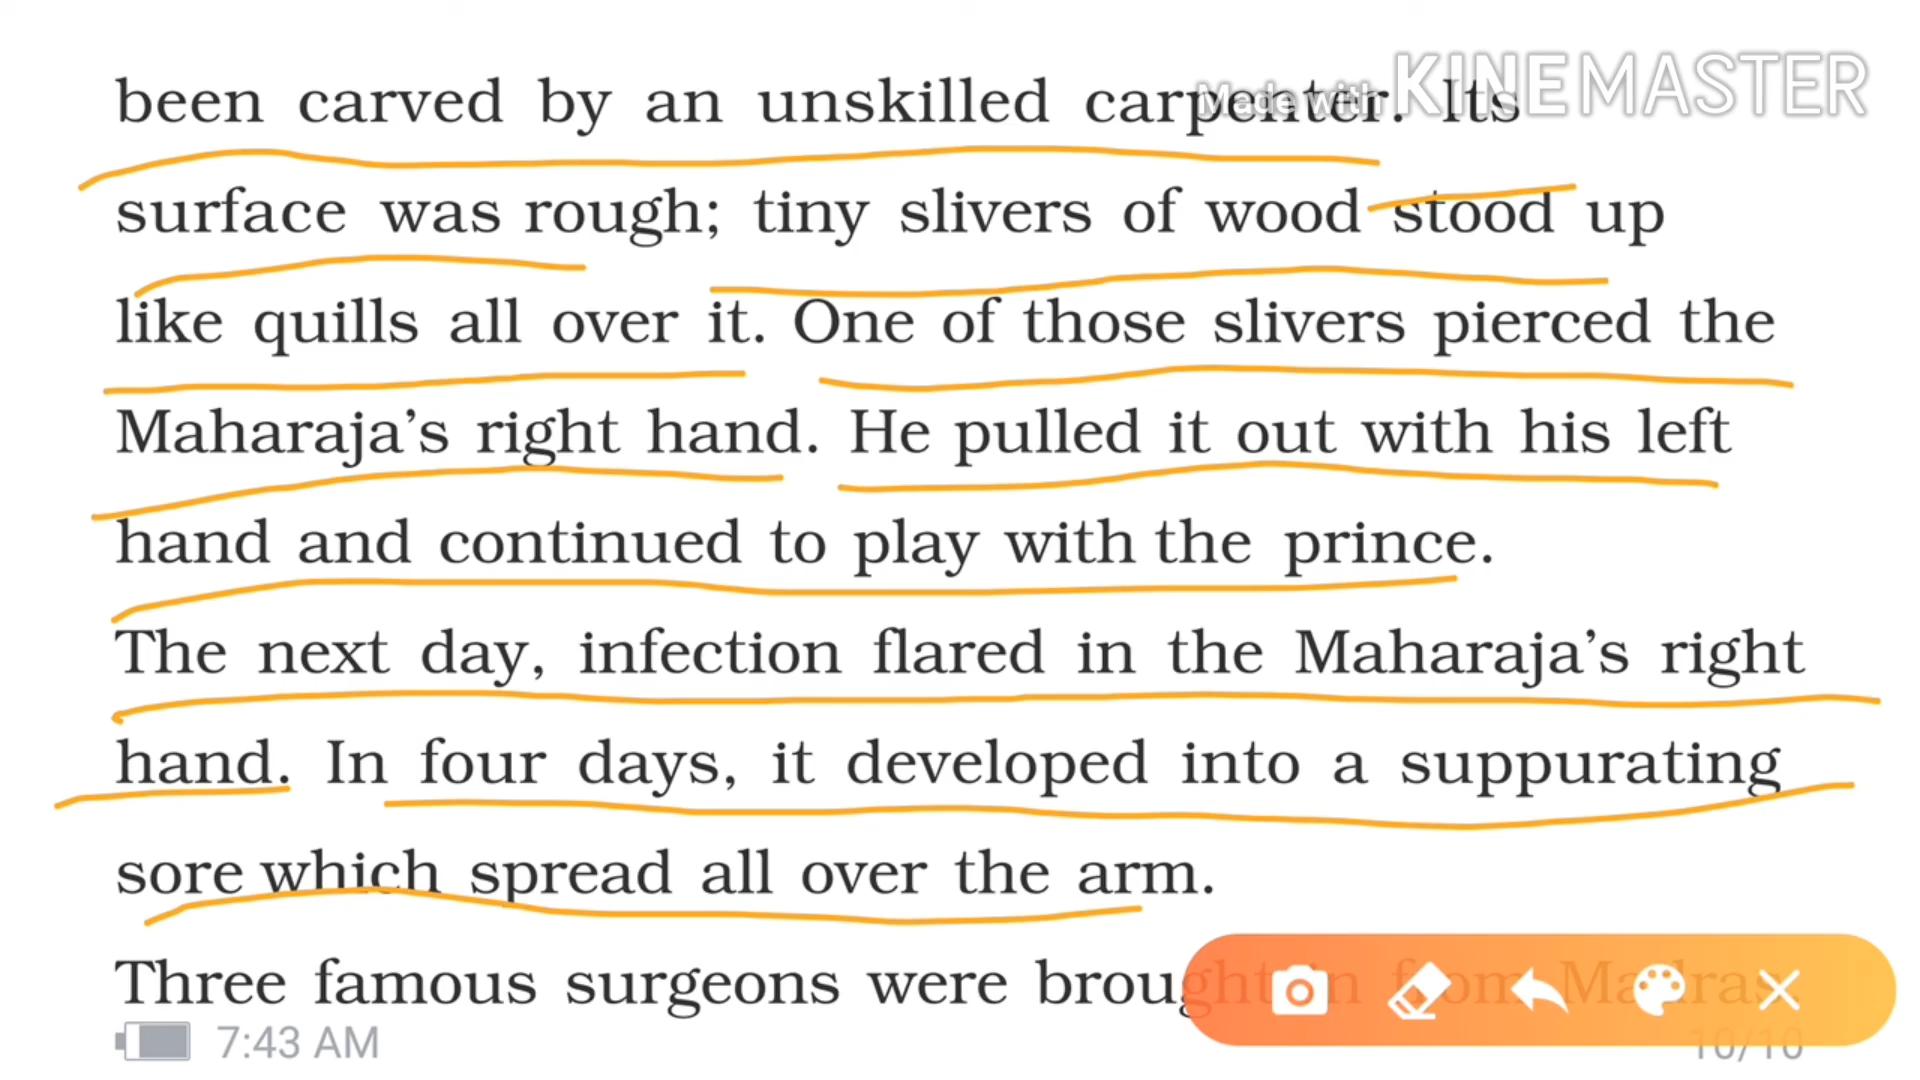 Made with KINEMASTER
been carved by an unskilled carpenter. Its
surface was rough; tiny slivers of wood stood up
like quills all over it. One of those slivers pierced the
Maharaja’s right hand. He pulled it out with his left
hand and continued to play with the prince.
The next day, infection flared in the Maharaja’s right
hand. In four days, it developed into a suppurating
sore which spread all over the arm.
Three famous surgeons were brought in from Madras.
7:43 AM
10/10